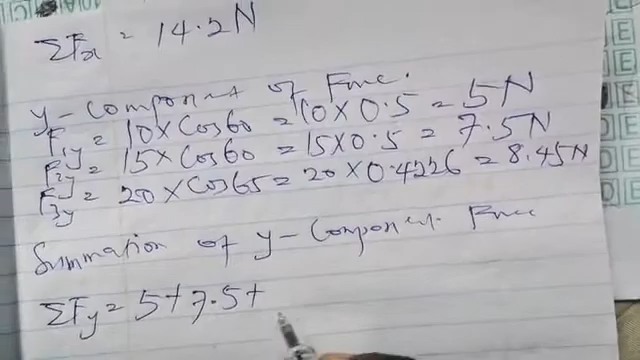 ΣFx = 14.2N
y-component of Force.
F1y = 10×Cos60 = 10×0.5 = 5N
F2y = 15×Cos60 = 15×0.5 = 7.5N
F3y = 20×Cos65 = 20×0.4226 = 8.45N
Summation of y-Component Force
ΣFy = 5+7.5+